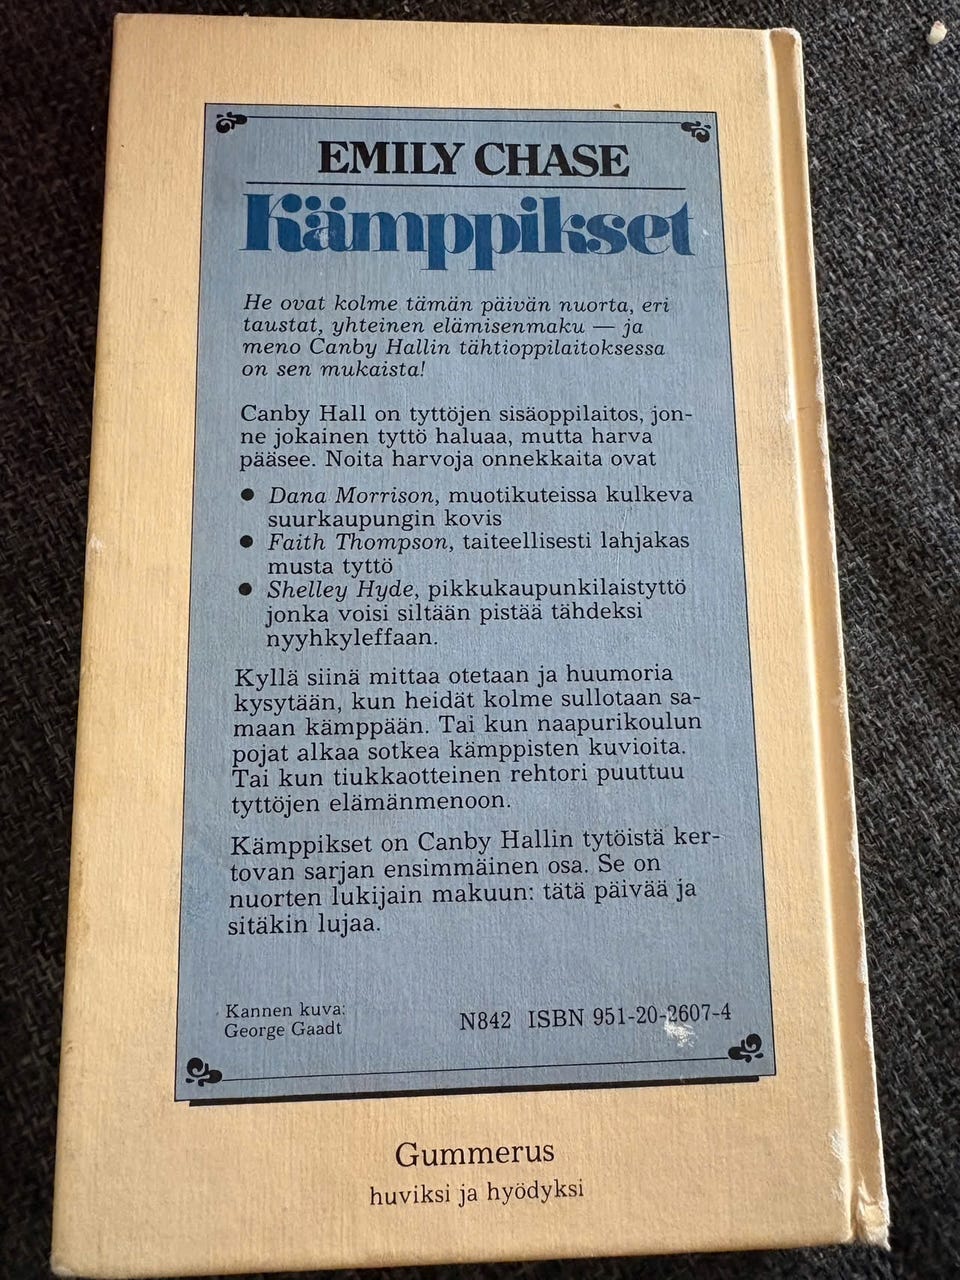 EMILY CHASE
Kämppikset
He ovat kolme tämän päivän nuorta, eri
taustat, yhteinen elämisenmaku — ja
meno Canby Hallin tähtioppilaitoksessa
on sen mukaista!
Canby Hall on tyttöjen sisäoppilaitos, jon-
ne jokainen tyttö haluaa, mutta harva
pääsee. Noita harvoja onnekkaita ovat
● Dana Morrison, muotikuteissa kulkeva
suurkaupungin kovis
● Faith Thompson, taiteellisesti lahjakas
musta tyttö
● Shelley Hyde, pikkukaupunkilaistyttö
jonka voisi siltään pistää tähdeksi
nyyhkyleffaan.
Kyllä siinä mittaa otetaan ja huumoria
kysytään, kun heidät kolme sullotaan sa-
maan kämppään. Tai kun naapurikoulun
pojat alkaa sotkea kämppisten kuvioita.
Tai kun tiukkaotteinen rehtori puuttuu
tyttöjen elämänmenoon.
Kämppikset on Canby Hallin tytöistä ker-
tovan sarjan ensimmäinen osa. Se on
nuorten lukijain makuun: tätä päivää ja
sitäkin lujaa.
Kannen kuva:
George Gaadt
N842 ISBN 951-20-2607-4
Gummerus
huviksi ja hyödyksi